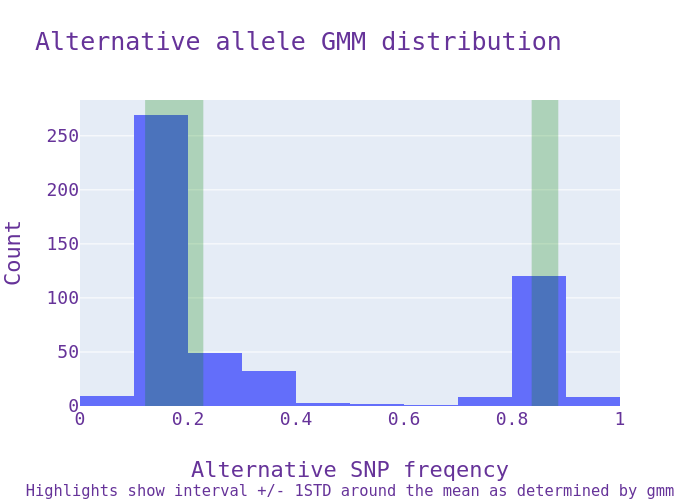 Alternative allele GMM distribution
Count
250
200
150
100
50
0
0 0.2 0.4 0.6 0.8 1
Alternative SNP freqency
Highlights show interval +/- 1STD around the mean as determined by gmm